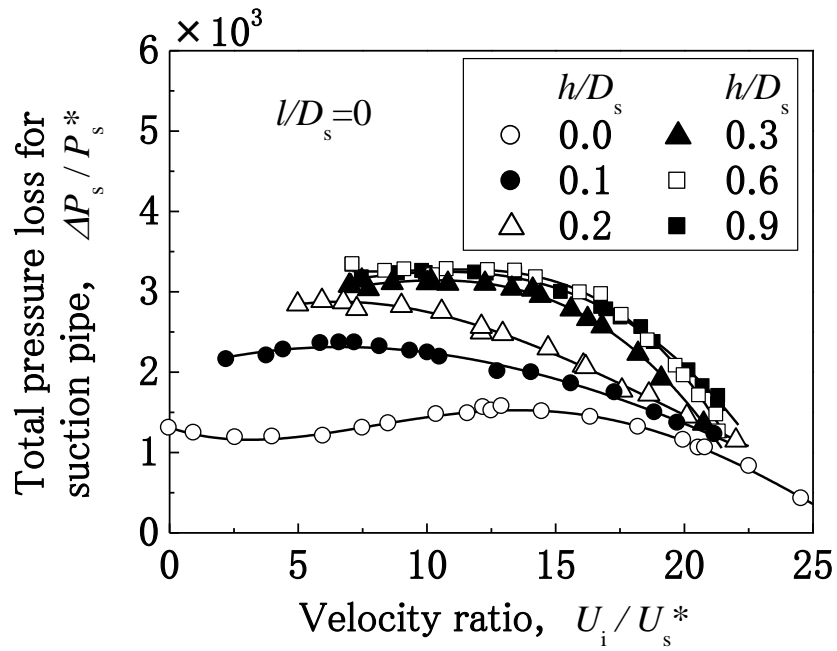 × 10³
6
5
4
3
2
1
0
0 5 10 15 20 25
Total pressure loss for
suction pipe, ΔPₛ / Pₛ*
Velocity ratio, Uᵢ / Uₛ*
l/Dₛ=0
h/Dₛ h/Dₛ
0.0 0.3
0.1 0.6
0.2 0.9